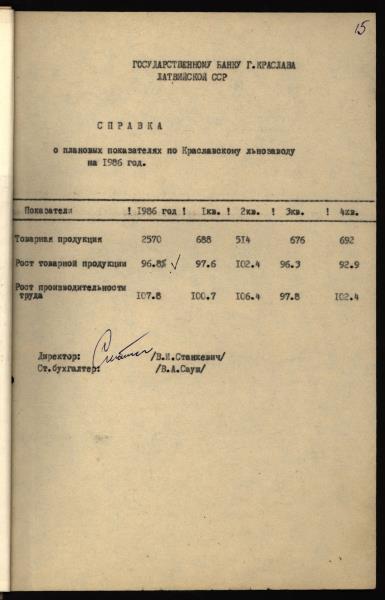 15
ГОСУДАРСТВЕННОМУ БАНКУ Г.КРАСЛАВА
ЛАТВИЙСКОЙ ССР
С П Р А В К А
о плановых показателях по Краславскому льнозаводу
на 1986 год.
Показатели ! 1986 год ! 1кв. ! 2кв. ! 3кв. ! 4кв.
Товарная продукция 2570 688 514 676 692
Рост товарной продукции 96.8% ✓ 97.6 102.4 96.3 92.9
Рост производительности
труда 107.8 100.7 106.4 97.8 102.4
Директор: /В.И.Станкевич/
Ст.бухгалтер: /В.А.Сауш/